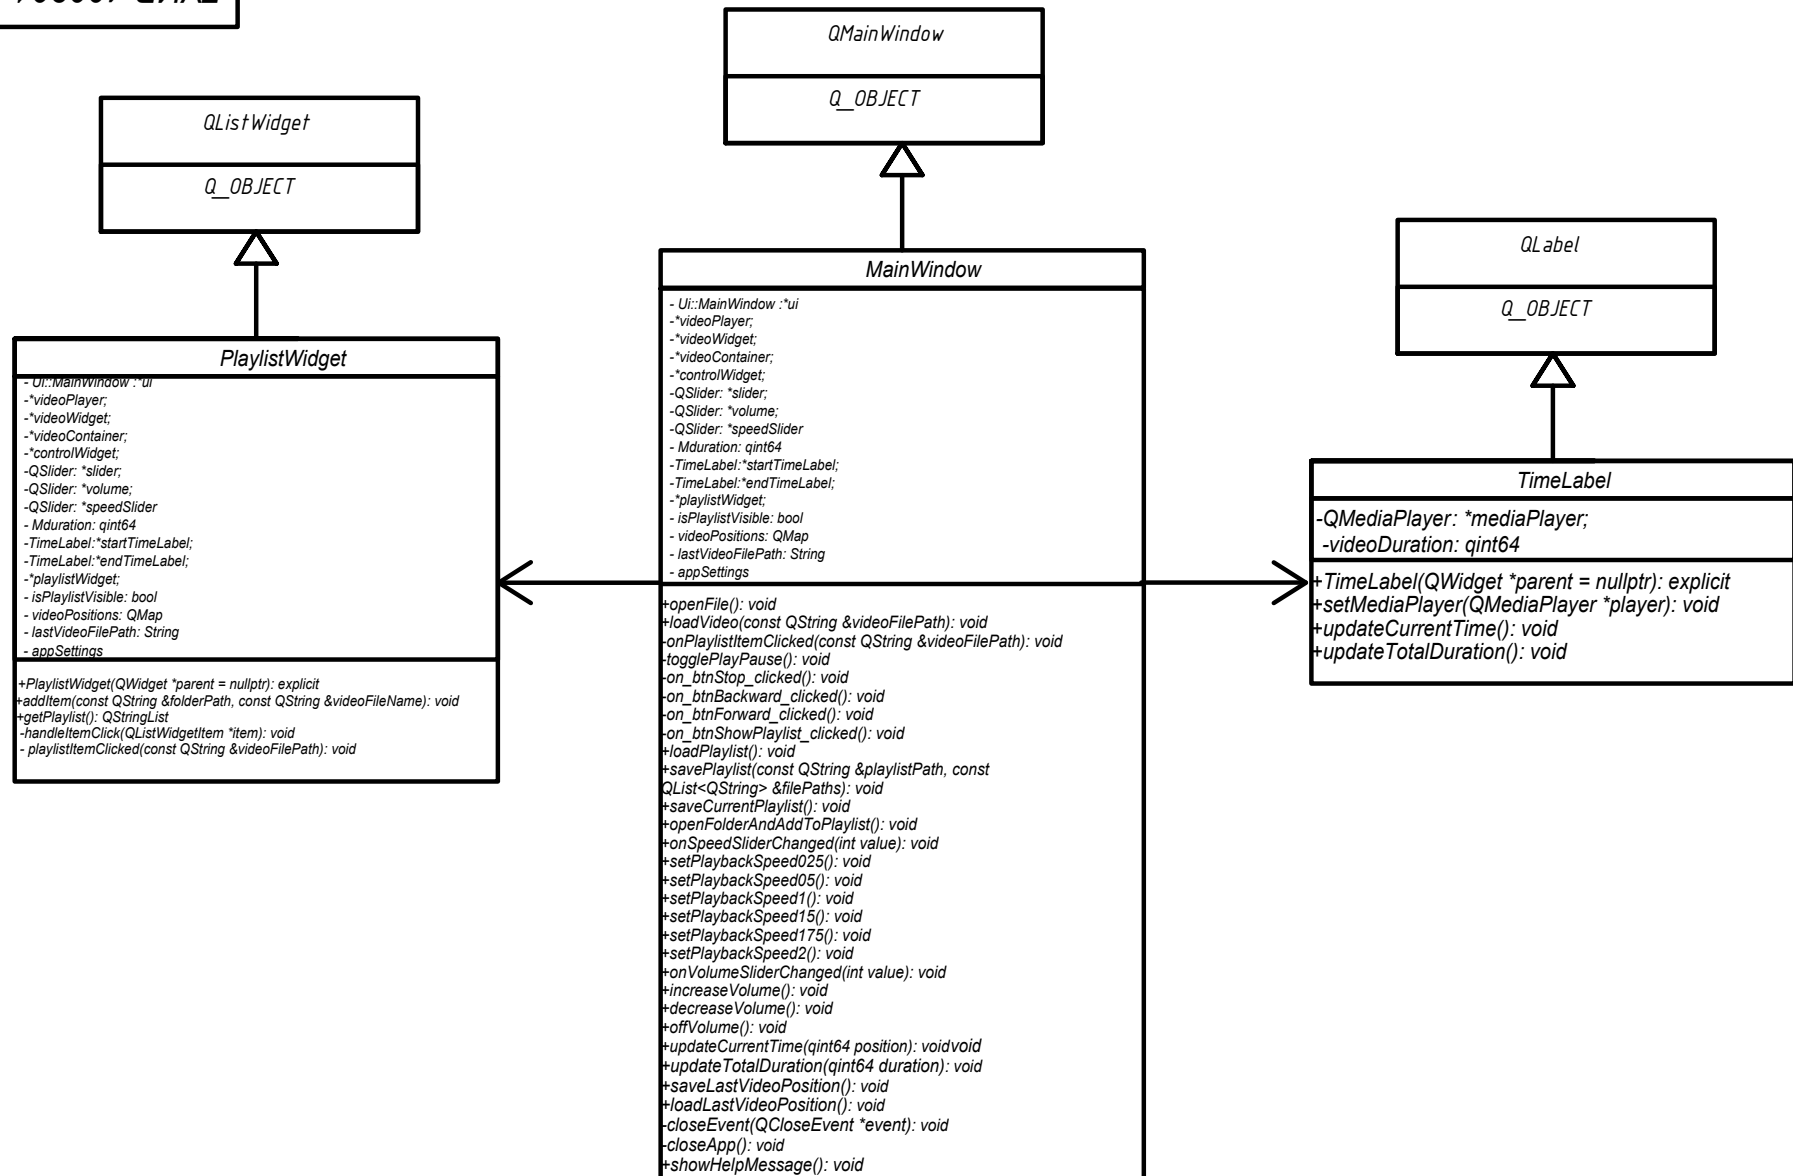 QMainWindow
Q_OBJECT
QListWidget
Q_OBJECT
QLabel
Q_OBJECT
PlaylistWidget
- Ui::MainWindow :*ui
-*videoPlayer;
-*videoWidget;
-*videoContainer;
-*controlWidget;
-QSlider: *slider;
-QSlider: *volume;
-QSlider: *speedSlider
- Mduration: qint64
-TimeLabel:*startTimeLabel;
-TimeLabel:*endTimeLabel;
-*playlistWidget;
- isPlaylistVisible: bool
- videoPositions: QMap
- lastVideoFilePath: String
- appSettings
+PlaylistWidget(QWidget *parent = nullptr): explicit
+addItem(const QString &folderPath, const QString &videoFileName): void
+getPlaylist(): QStringList
-handleItemClick(QListWidgetItem *item): void
- playlistItemClicked(const QString &videoFilePath): void
MainWindow
- Ui::MainWindow :*ui
-*videoPlayer;
-*videoWidget;
-*videoContainer;
-*controlWidget;
-QSlider: *slider;
-QSlider: *volume;
-QSlider: *speedSlider
- Mduration: qint64
-TimeLabel:*startTimeLabel;
-TimeLabel:*endTimeLabel;
-*playlistWidget;
- isPlaylistVisible: bool
- videoPositions: QMap
- lastVideoFilePath: String
- appSettings
+openFile(): void
+loadVideo(const QString &videoFilePath): void
-onPlaylistItemClicked(const QString &videoFilePath): void
-togglePlayPause(): void
-on_btnStop_clicked(): void
-on_btnBackward_clicked(): void
-on_btnForward_clicked(): void
-on_btnShowPlaylist_clicked(): void
+loadPlaylist(): void
+savePlaylist(const QString &playlistPath, const
QList<QString> &filePaths): void
+saveCurrentPlaylist(): void
+openFolderAndAddToPlaylist(): void
+onSpeedSliderChanged(int value): void
+setPlaybackSpeed025(): void
+setPlaybackSpeed05(): void
+setPlaybackSpeed1(): void
+setPlaybackSpeed15(): void
+setPlaybackSpeed175(): void
+setPlaybackSpeed2(): void
+onVolumeSliderChanged(int value): void
+increaseVolume(): void
+decreaseVolume(): void
+offVolume(): void
+updateCurrentTime(qint64 position): voidvoid
+updateTotalDuration(qint64 duration): void
+saveLastVideoPosition(): void
+loadLastVideoPosition(): void
-closeEvent(QCloseEvent *event): void
-closeApp(): void
+showHelpMessage(): void
TimeLabel
-QMediaPlayer: *mediaPlayer;
-videoDuration: qint64
+TimeLabel(QWidget *parent = nullptr): explicit
+setMediaPlayer(QMediaPlayer *player): void
+updateCurrentTime(): void
+updateTotalDuration(): void